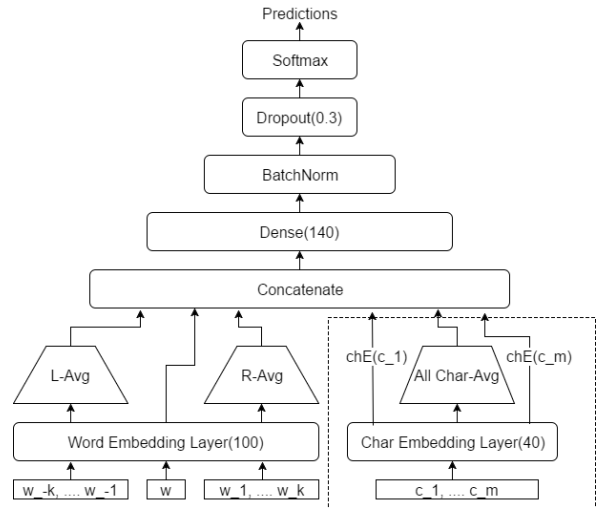 Predictions
Softmax
Dropout(0.3)
BatchNorm
Dense(140)
Concatenate
chE(c_1)
chE(c_m)
L-Avg
R-Avg
All Char-Avg
Word Embedding Layer(100)
Char Embedding Layer(40)
w_-k, .... w_-1
w
w_1, .... w_k
c_1, .... c_m